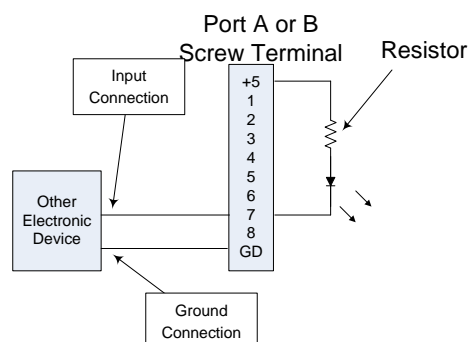 Port A or B
Screw Terminal
Resistor
Input
Connection
+5
1
2
3
4
5
6
7
8
GD
Other
Electronic
Device
Ground
Connection